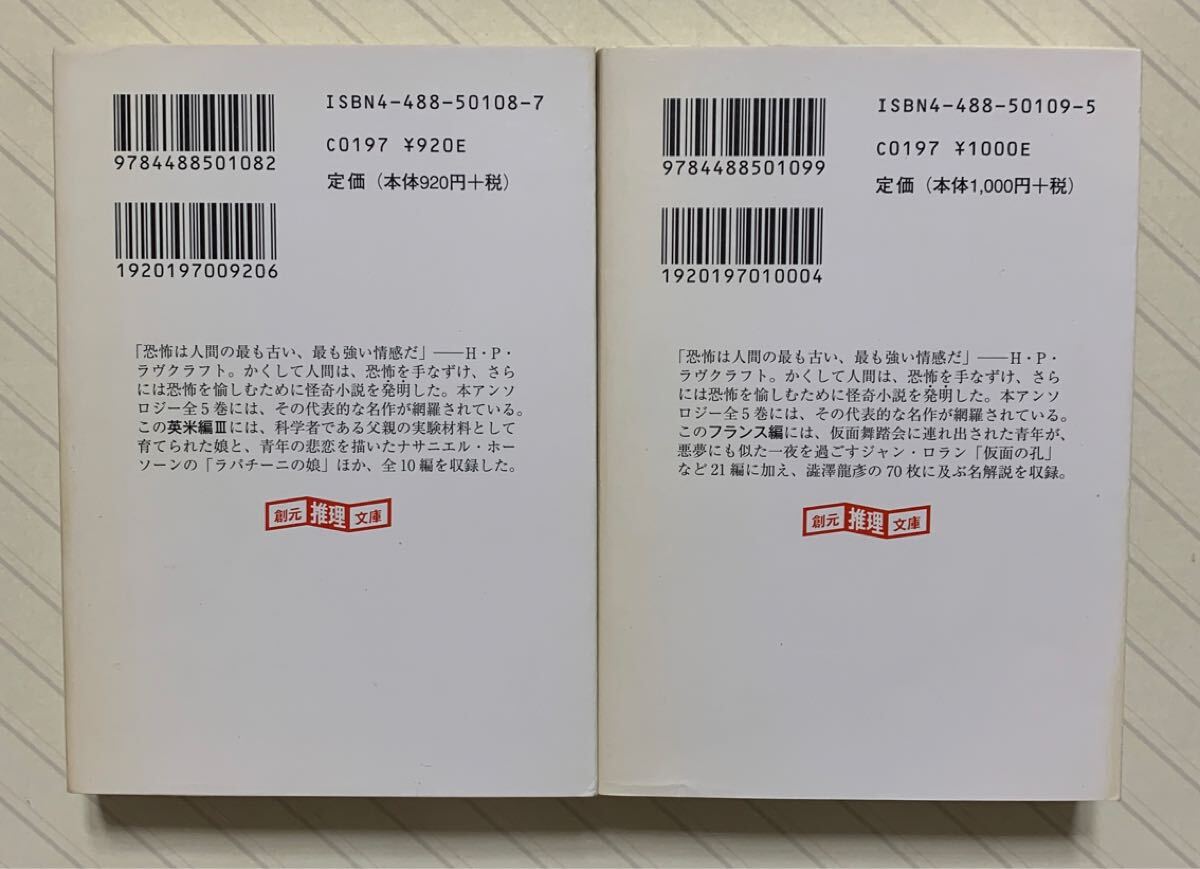 ISBN4-488-50108-7
9784488501082
C0197 ¥920E
定価（本体920円＋税）
1920197009206
「恐怖は人間の最も古い、最も強い情感だ」――H・P・
ラヴクラフト。かくして人間は、恐怖を手なずけ、さら
には恐怖を愉しむために怪奇小説を発明した。本アンソ
ロジー全5巻には、その代表的な名作が網羅されている。
この英米編Ⅲには、科学者である父親の実験材料として
育てられた娘と、青年の悲恋を描いたナサニエル・ホー
ソーンの「ラパチーニの娘」ほか、全10編を収録した。
創元推理文庫
ISBN4-488-50109-5
9784488501099
C0197 ¥1000E
定価（本体1,000円＋税）
1920197010004
「恐怖は人間の最も古い、最も強い情感だ」――H・P・
ラヴクラフト。かくして人間は、恐怖を手なずけ、さら
には恐怖を愉しむために怪奇小説を発明した。本アンソ
ロジー全5巻には、その代表的な名作が網羅されている。
このフランス編には、仮面舞踏会に連れ出された青年が、
悪夢にも似た一夜を過ごすジャン・ロラン「仮面の孔」
など21編に加え、澁澤龍彦の70枚に及ぶ名解説を収録。
創元推理文庫